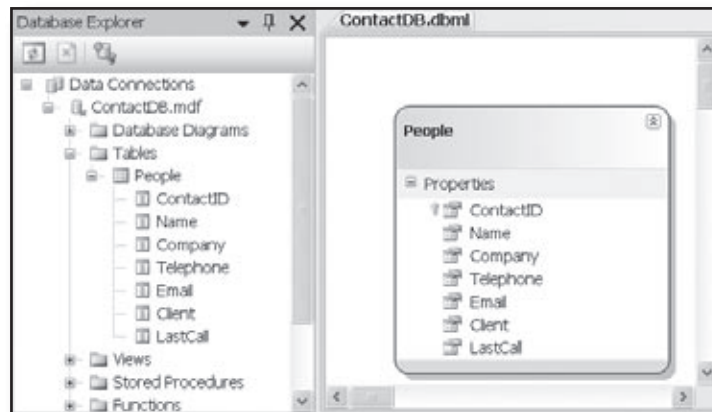 Database Explorer
Data Connections
ContactDB.mdf
Database Diagrams
Tables
People
ContactID
Name
Company
Telephone
Email
Client
LastCall
Views
Stored Procedures
Functions
ContactDB.dbml
People
Properties
ContactID
Name
Company
Telephone
Email
Client
LastCall